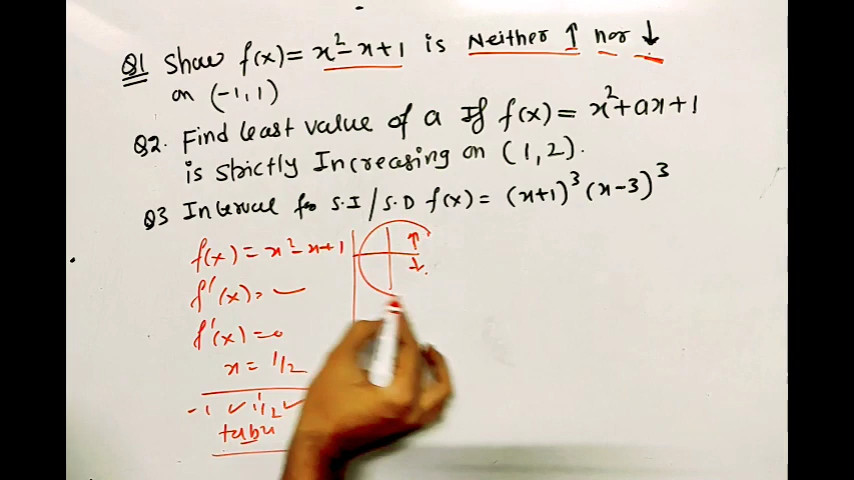 Q1 Show f(x) = x² - x + 1 is Neither ↑ nor ↓
on (-1, 1)
Q2. Find least value of a If f(x) = x² + ax + 1
is strictly Increasing on (1, 2).
Q3 Interval for S.I / S.D f(x) = (x+1)³ (x-3)³
f(x) = x² - x + 1
f'(x) =
f'(x) = 0
x = 1/2
-1 ✓ 1/2 ✓
↑
↓